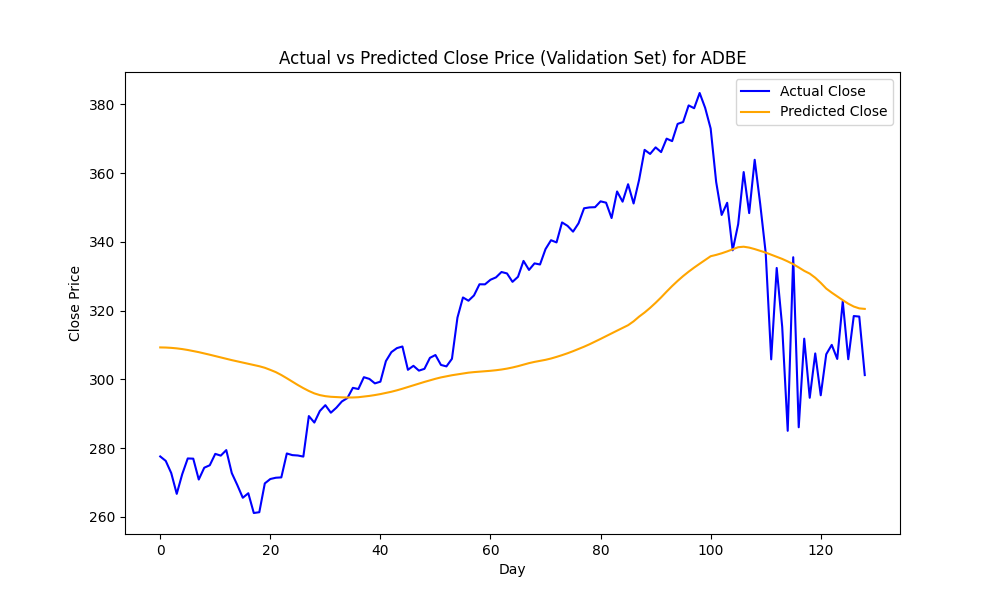 Actual vs Predicted Close Price (Validation Set) for ADBE
Actual Close
Predicted Close
Close Price
380
360
340
320
300
280
260
0 20 40 60 80 100 120
Day